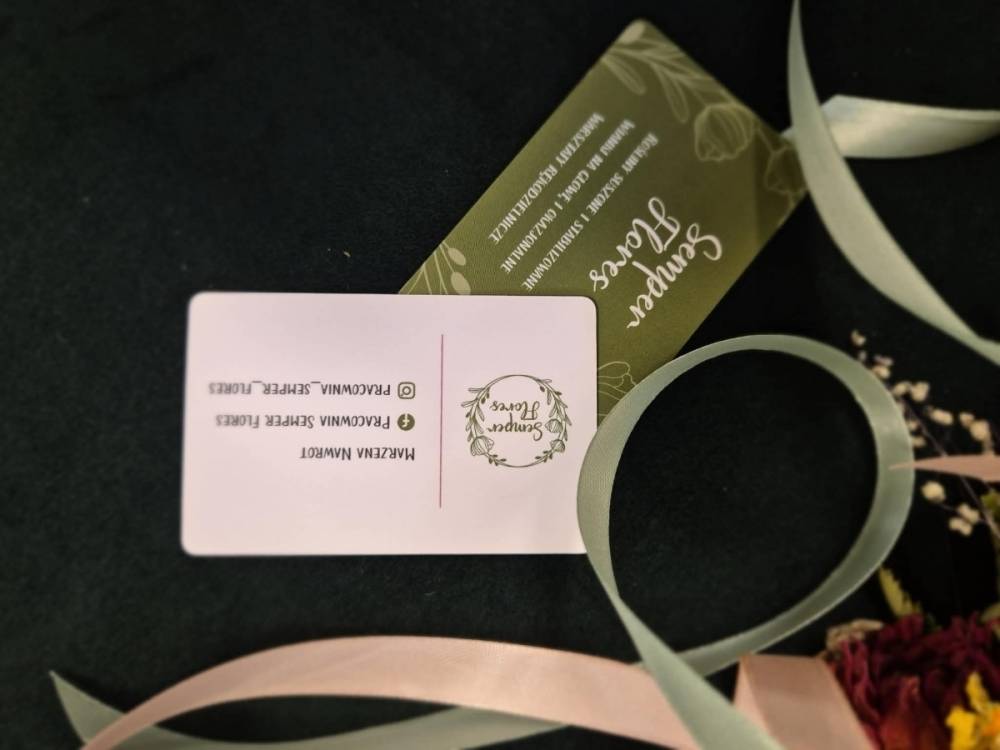 Semper
Flores
Rośliny suszone i stabilizowane
Wianki na głowę, i okazjonalne
Warsztaty rękodzielnicze
Semper
Flores
Marzena Nawrot
Pracownia Semper Flores
pracownia_semper_flores